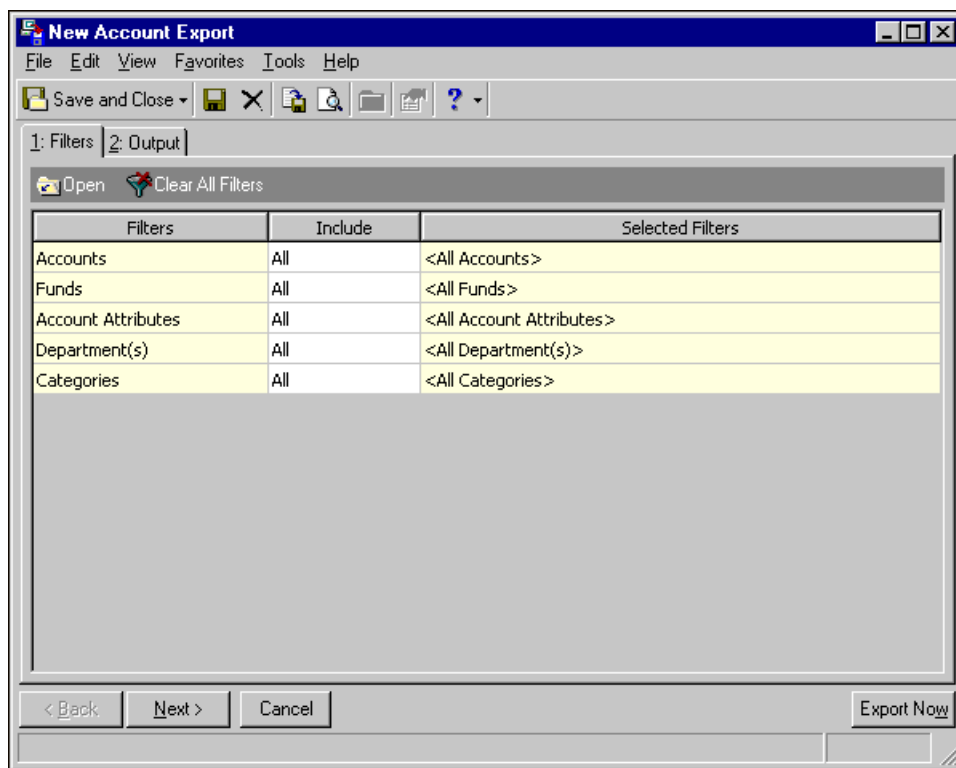 New Account Export
File Edit View Favorites Tools Help
Save and Close ?
1: Filters 2: Output
Open Clear All Filters
Filters Include Selected Filters
Accounts All <All Accounts>
Funds All <All Funds>
Account Attributes All <All Account Attributes>
Department(s) All <All Department(s)>
Categories All <All Categories>
< Back Next > Cancel Export Now